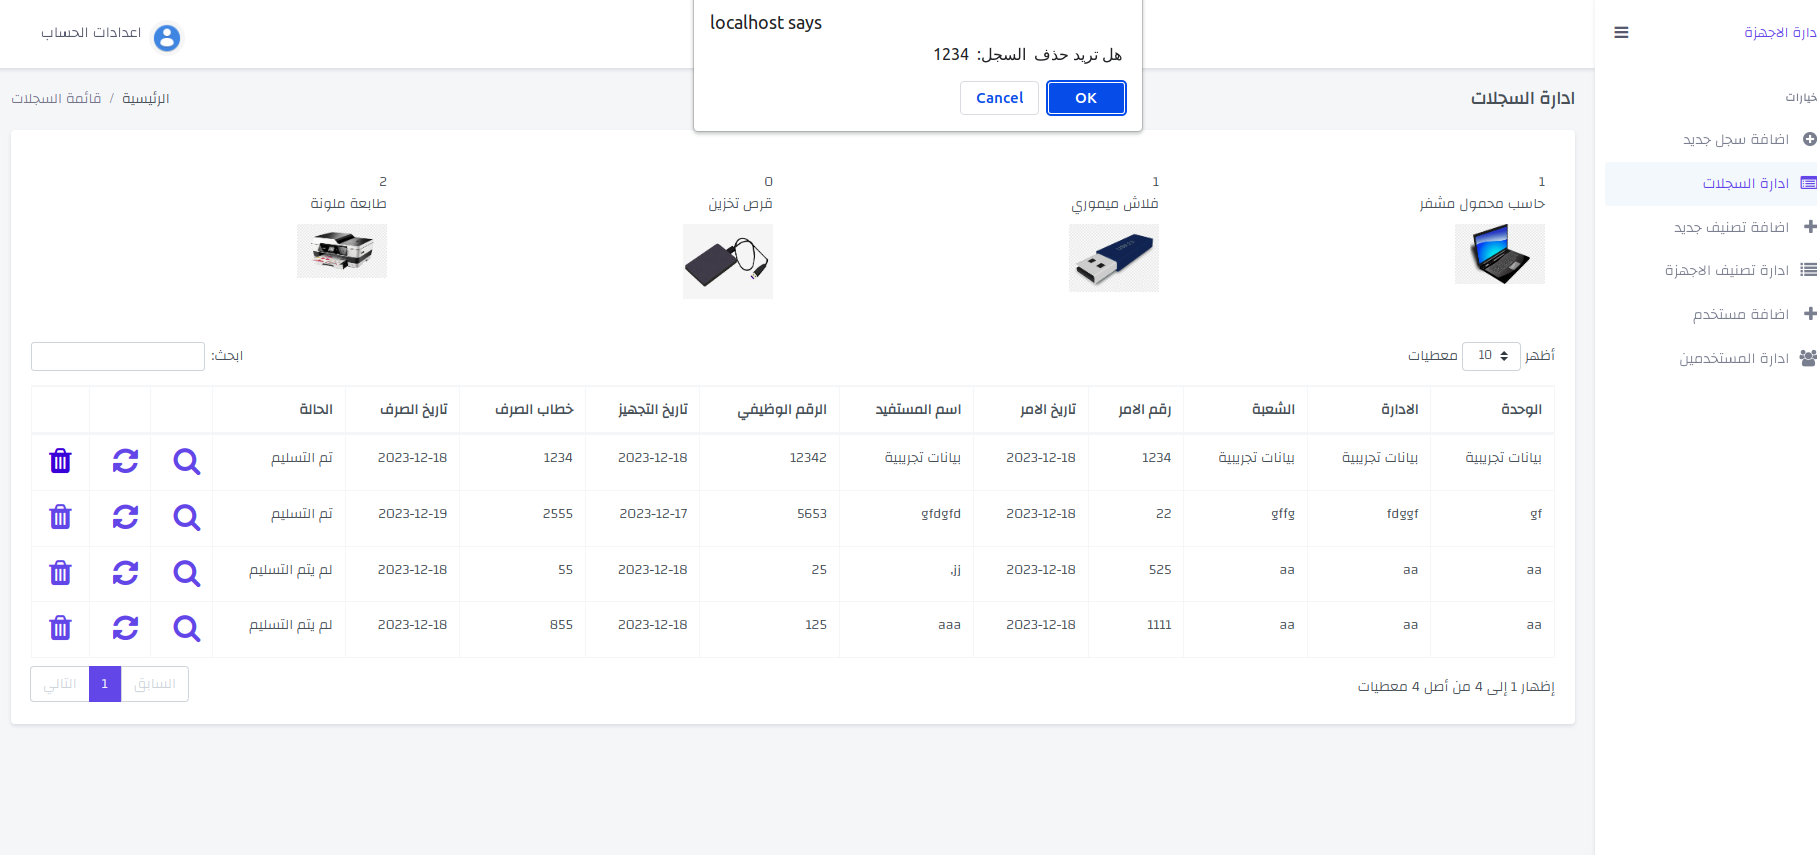 localhost says
هل تريد حذف السجل: 1234
OK
Cancel
اعدادات الحساب
دارة الاجهزة
خيارات
اضافة سجل جديد
ادارة السجلات
اضافة تصنيف جديد
ادارة تصنيف الاجهزة
اضافة مستخدم
ادارة المستخدمين
ادارة السجلات
الرئيسية / قائمة السجلات
1
حاسب محمول مشفر
1
فلاش ميموري
0
قرص تخزين
2
طابعة ملونة
أظهر 10 معطيات
ابحث:
الوحدة الادارة الشعبة رقم الامر تاريخ الامر اسم المستفيد الرقم الوظيفي تاريخ التجهيز خطاب الصرف تاريخ الصرف الحالة
بيانات تجريبية بيانات تجريبية بيانات تجريبية 1234 2023-12-18 بيانات تجريبية 12342 2023-12-18 1234 2023-12-18 تم التسليم
gf fdggf gffg 22 2023-12-18 gfdgfd 5653 2023-12-17 2555 2023-12-19 تم التسليم
aa aa aa 525 2023-12-18 jj, 25 2023-12-18 55 2023-12-18 لم يتم التسليم
aa aa aa 1111 2023-12-18 aaa 125 2023-12-18 855 2023-12-18 لم يتم التسليم
إظهار 1 إلى 4 من أصل 4 معطيات
السابق 1 التالي